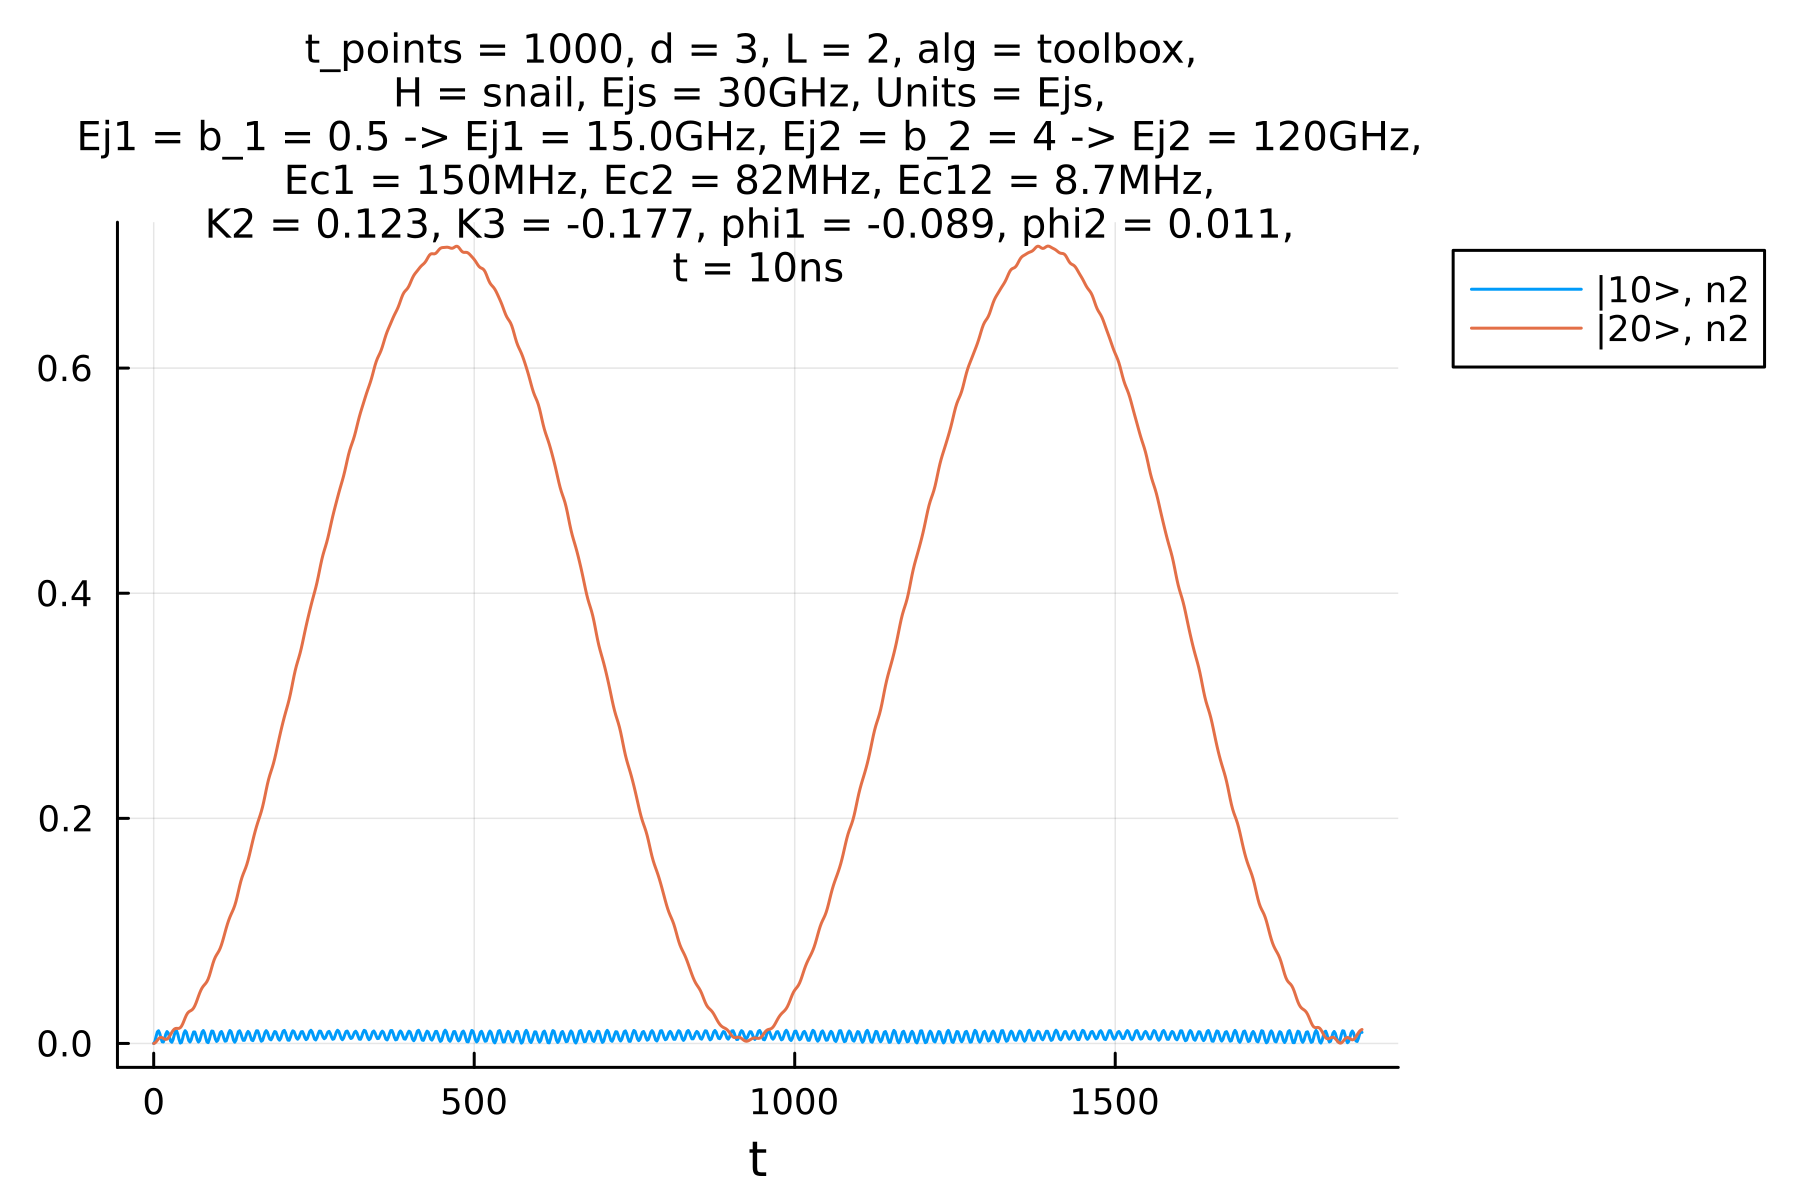 t_points = 1000, d = 3, L = 2, alg = toolbox,
H = snail, Ejs = 30GHz, Units = Ejs,
Ej1 = b_1 = 0.5 -> Ej1 = 15.0GHz, Ej2 = b_2 = 4 -> Ej2 = 120GHz,
Ec1 = 150MHz, Ec2 = 82MHz, Ec12 = 8.7MHz,
K2 = 0.123, K3 = -0.177, phi1 = -0.089, phi2 = 0.011,
t = 10ns
|10>, n2
|20>, n2
0.6
0.4
0.2
0.0
0 500 1000 1500
t